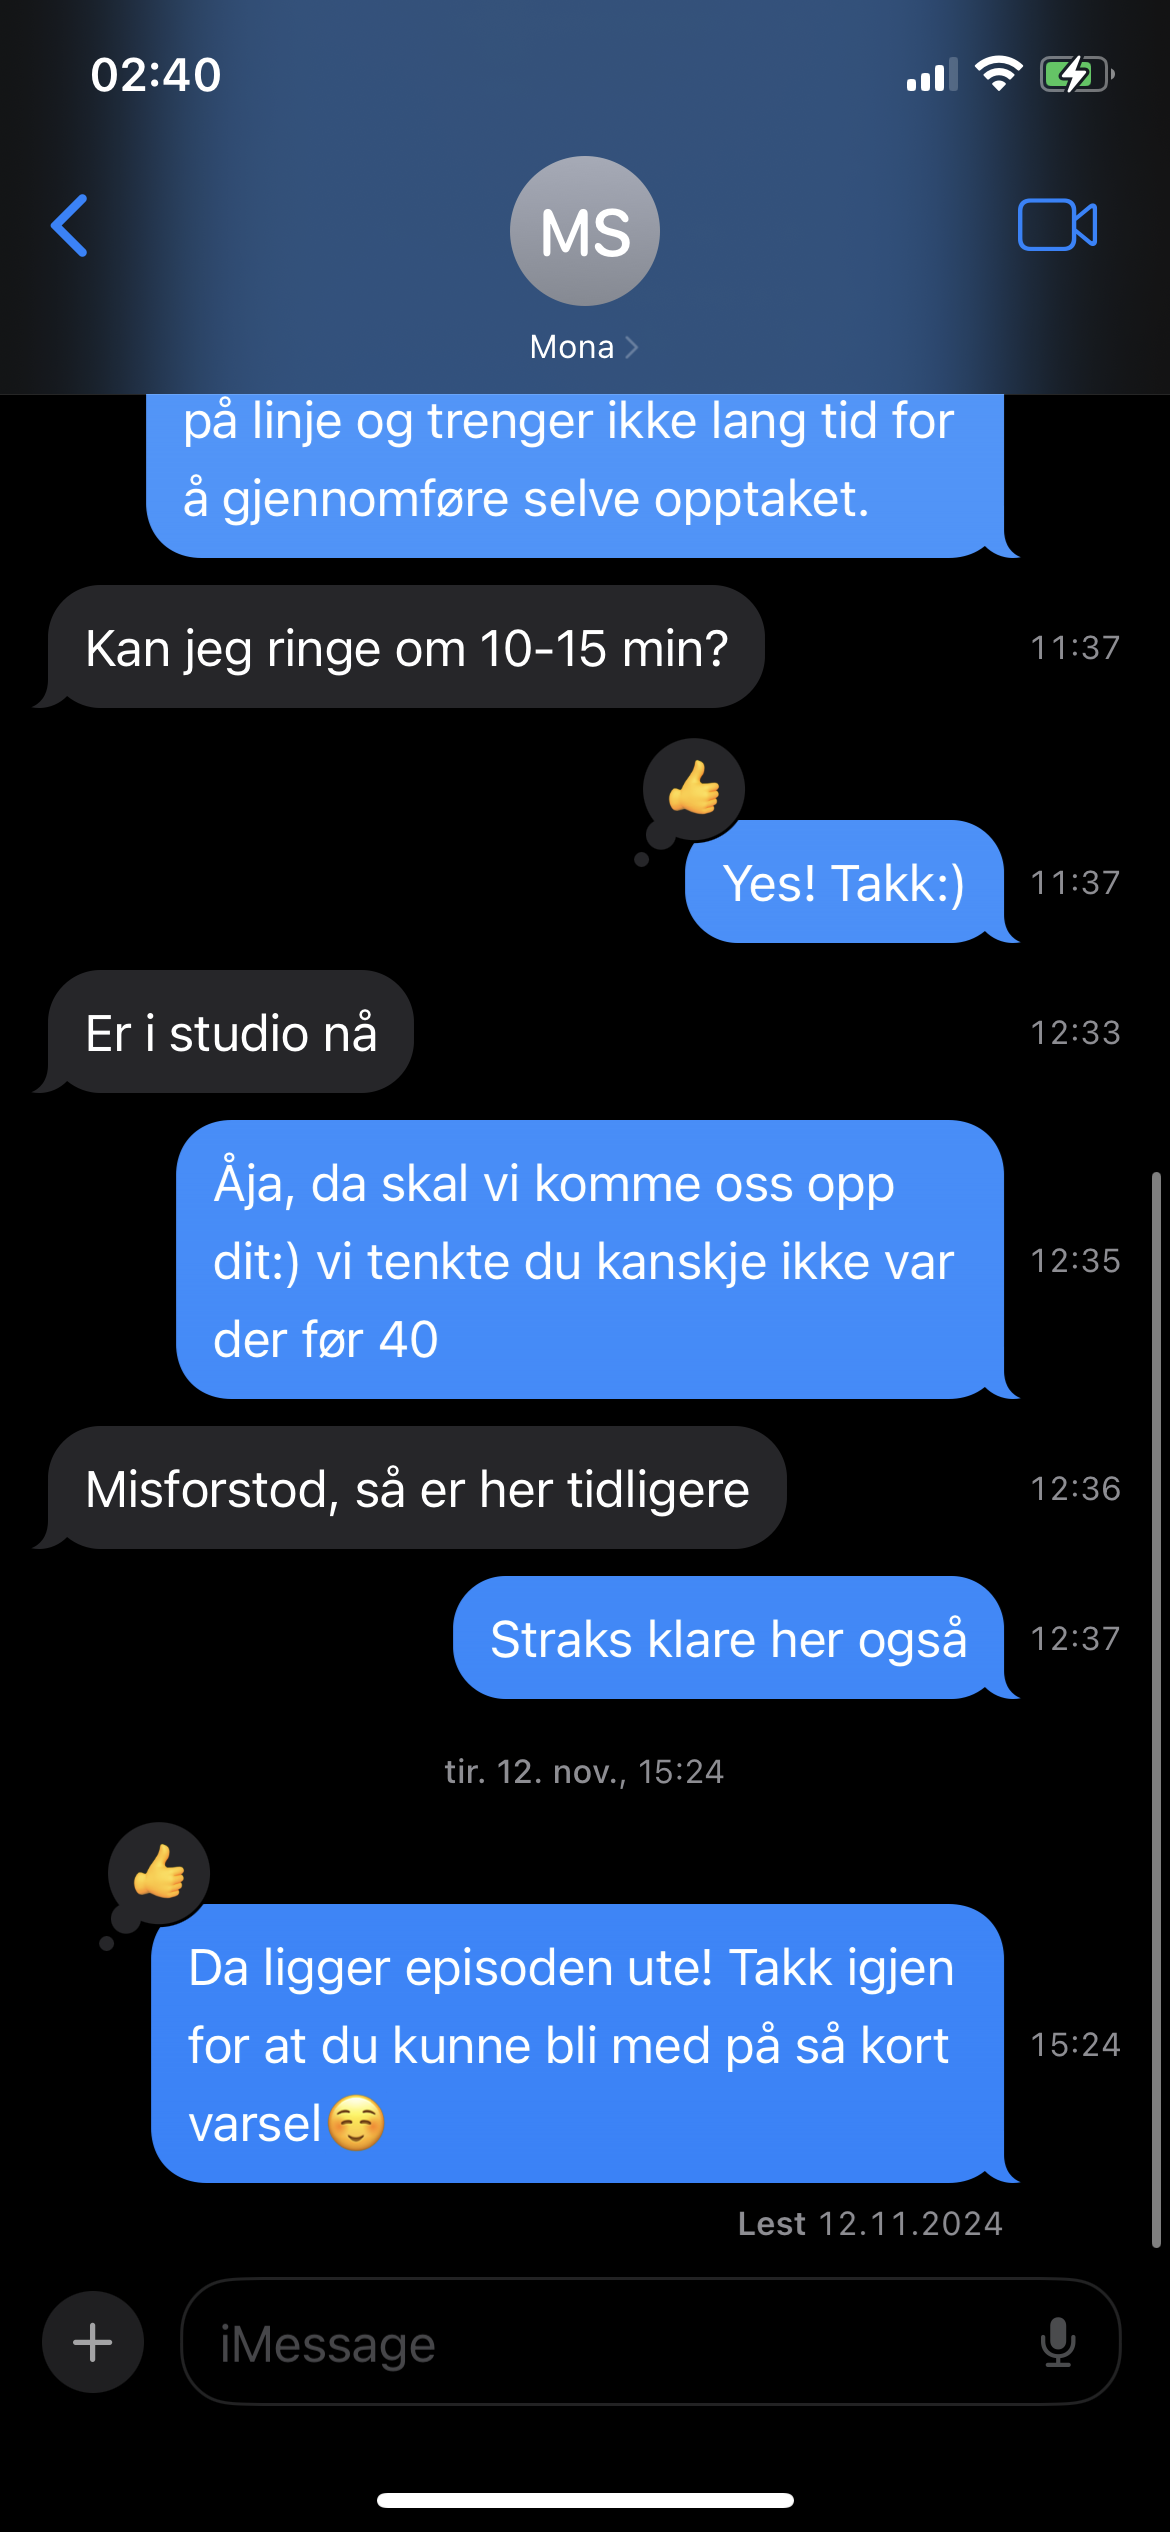 02:40
MS
Mona
på linje og trenger ikke lang tid for
å gjennomføre selve opptaket.
Kan jeg ringe om 10-15 min?
11:37
👍
Yes! Takk:)
11:37
Er i studio nå
12:33
Åja, da skal vi komme oss opp
dit:) vi tenkte du kanskje ikke var
der før 40
12:35
Misforstod, så er her tidligere
12:36
Straks klare her også
12:37
tir. 12. nov., 15:24
👍
Da ligger episoden ute! Takk igjen
for at du kunne bli med på så kort
varsel☺️
15:24
Lest 12.11.2024
iMessage